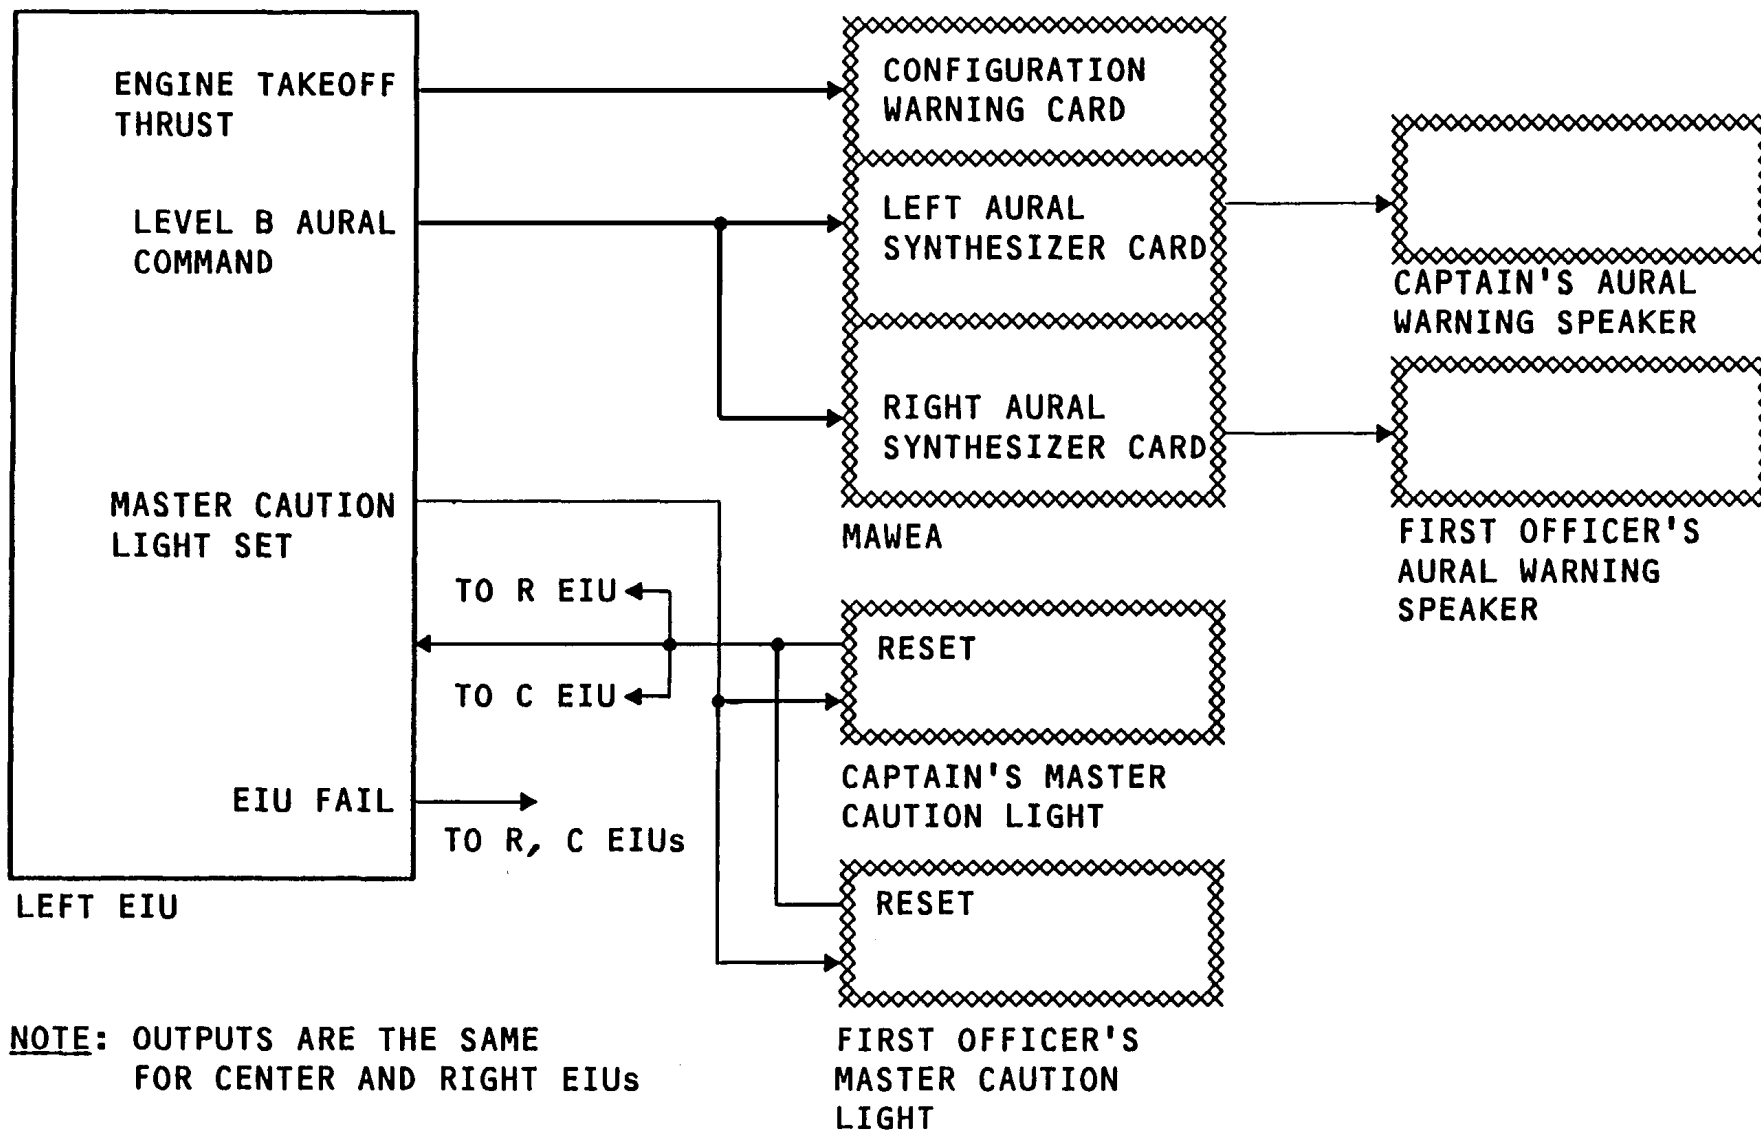 ENGINE TAKEOFF
THRUST
LEVEL B AURAL
COMMAND
MASTER CAUTION
LIGHT SET
EIU FAIL
LEFT EIU
TO R EIU
TO C EIU
TO R, C EIUs
CONFIGURATION
WARNING CARD
LEFT AURAL
SYNTHESIZER CARD
RIGHT AURAL
SYNTHESIZER CARD
MAWEA
CAPTAIN'S AURAL
WARNING SPEAKER
FIRST OFFICER'S
AURAL WARNING
SPEAKER
RESET
CAPTAIN'S MASTER
CAUTION LIGHT
RESET
FIRST OFFICER'S
MASTER CAUTION
LIGHT
NOTE: OUTPUTS ARE THE SAME
FOR CENTER AND RIGHT EIUs